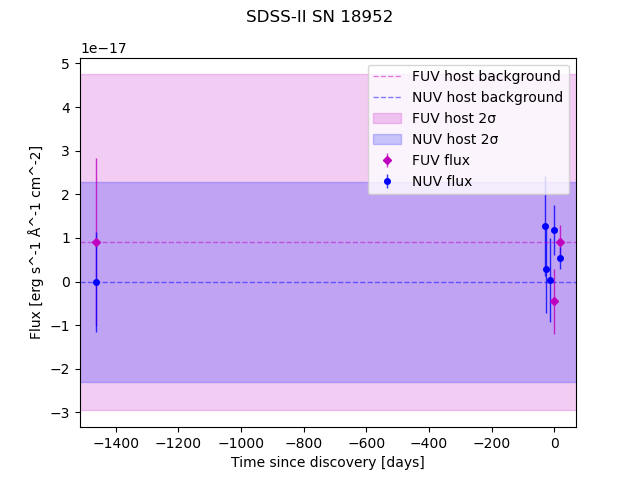 SDSS-II SN 18952
1e−17
FUV host background
NUV host background
FUV host 2σ
NUV host 2σ
FUV flux
NUV flux
5
4
3
2
1
0
−1
−2
−3
Flux [erg s^-1 Å^-1 cm^-2]
−1400 −1200 −1000 −800 −600 −400 −200 0
Time since discovery [days]